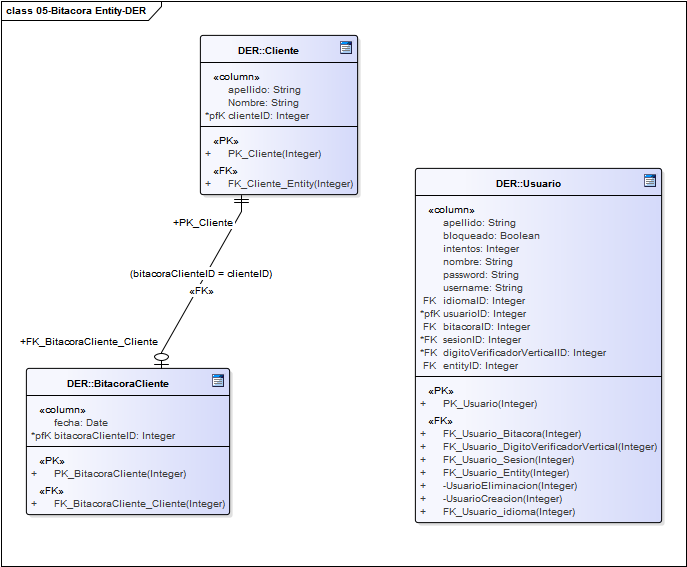 class 05-Bitacora Entity-DER
DER::Cliente
«column»
apellido: String
Nombre: String
*pfK clienteID: Integer
«PK»
+ PK_Cliente(Integer)
«FK»
+ FK_Cliente_Entity(Integer)
+PK_Cliente
(bitacoraClienteID = clienteID)
«FK»
+FK_BitacoraCliente_Cliente
DER::BitacoraCliente
«column»
fecha: Date
*pfK bitacoraClienteID: Integer
«PK»
+ PK_BitacoraCliente(Integer)
«FK»
+ FK_BitacoraCliente_Cliente(Integer)
DER::Usuario
«column»
apellido: String
bloqueado: Boolean
intentos: Integer
nombre: String
password: String
username: String
FK idiomaID: Integer
*pfK usuarioID: Integer
FK bitacoraID: Integer
*FK sesionID: Integer
*FK digitoVerificadorVerticalID: Integer
FK entityID: Integer
«PK»
+ PK_Usuario(Integer)
«FK»
+ FK_Usuario_Bitacora(Integer)
+ FK_Usuario_DigitoVerificadorVertical(Integer)
+ FK_Usuario_Sesion(Integer)
+ FK_Usuario_Entity(Integer)
+ -UsuarioEliminacion(Integer)
+ -UsuarioCreacion(Integer)
+ FK_Usuario_idioma(Integer)